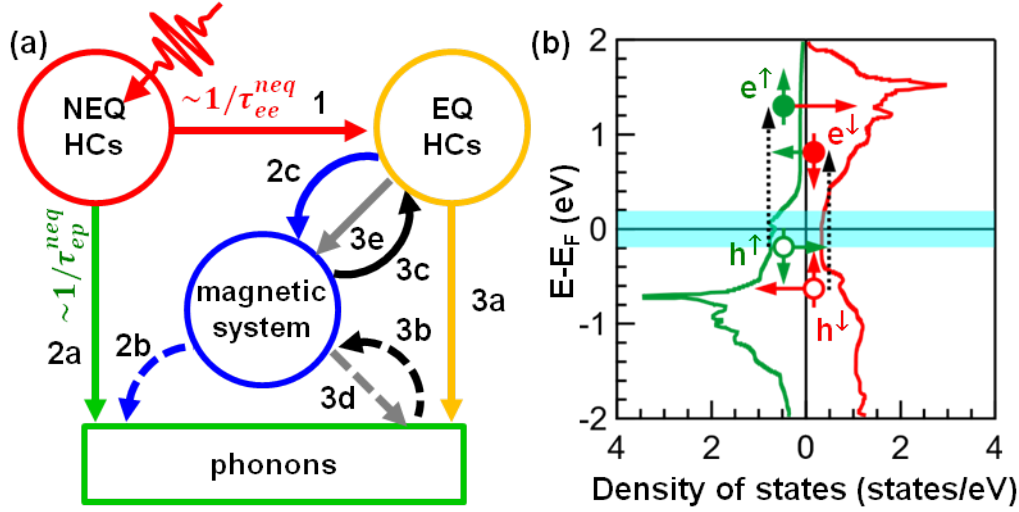 (a)
NEQ
HCs
~1/τ_ee^neq
1
EQ
HCs
2c
3e
3c
~1/τ_ep^neq
2a
magnetic
system
3a
2b
3b
3d
phonons
(b)
2
1
0
-1
-2
E-E_F (eV)
e↑
e↓
h↑
h↓
4 2 0 2 4
Density of states (states/eV)